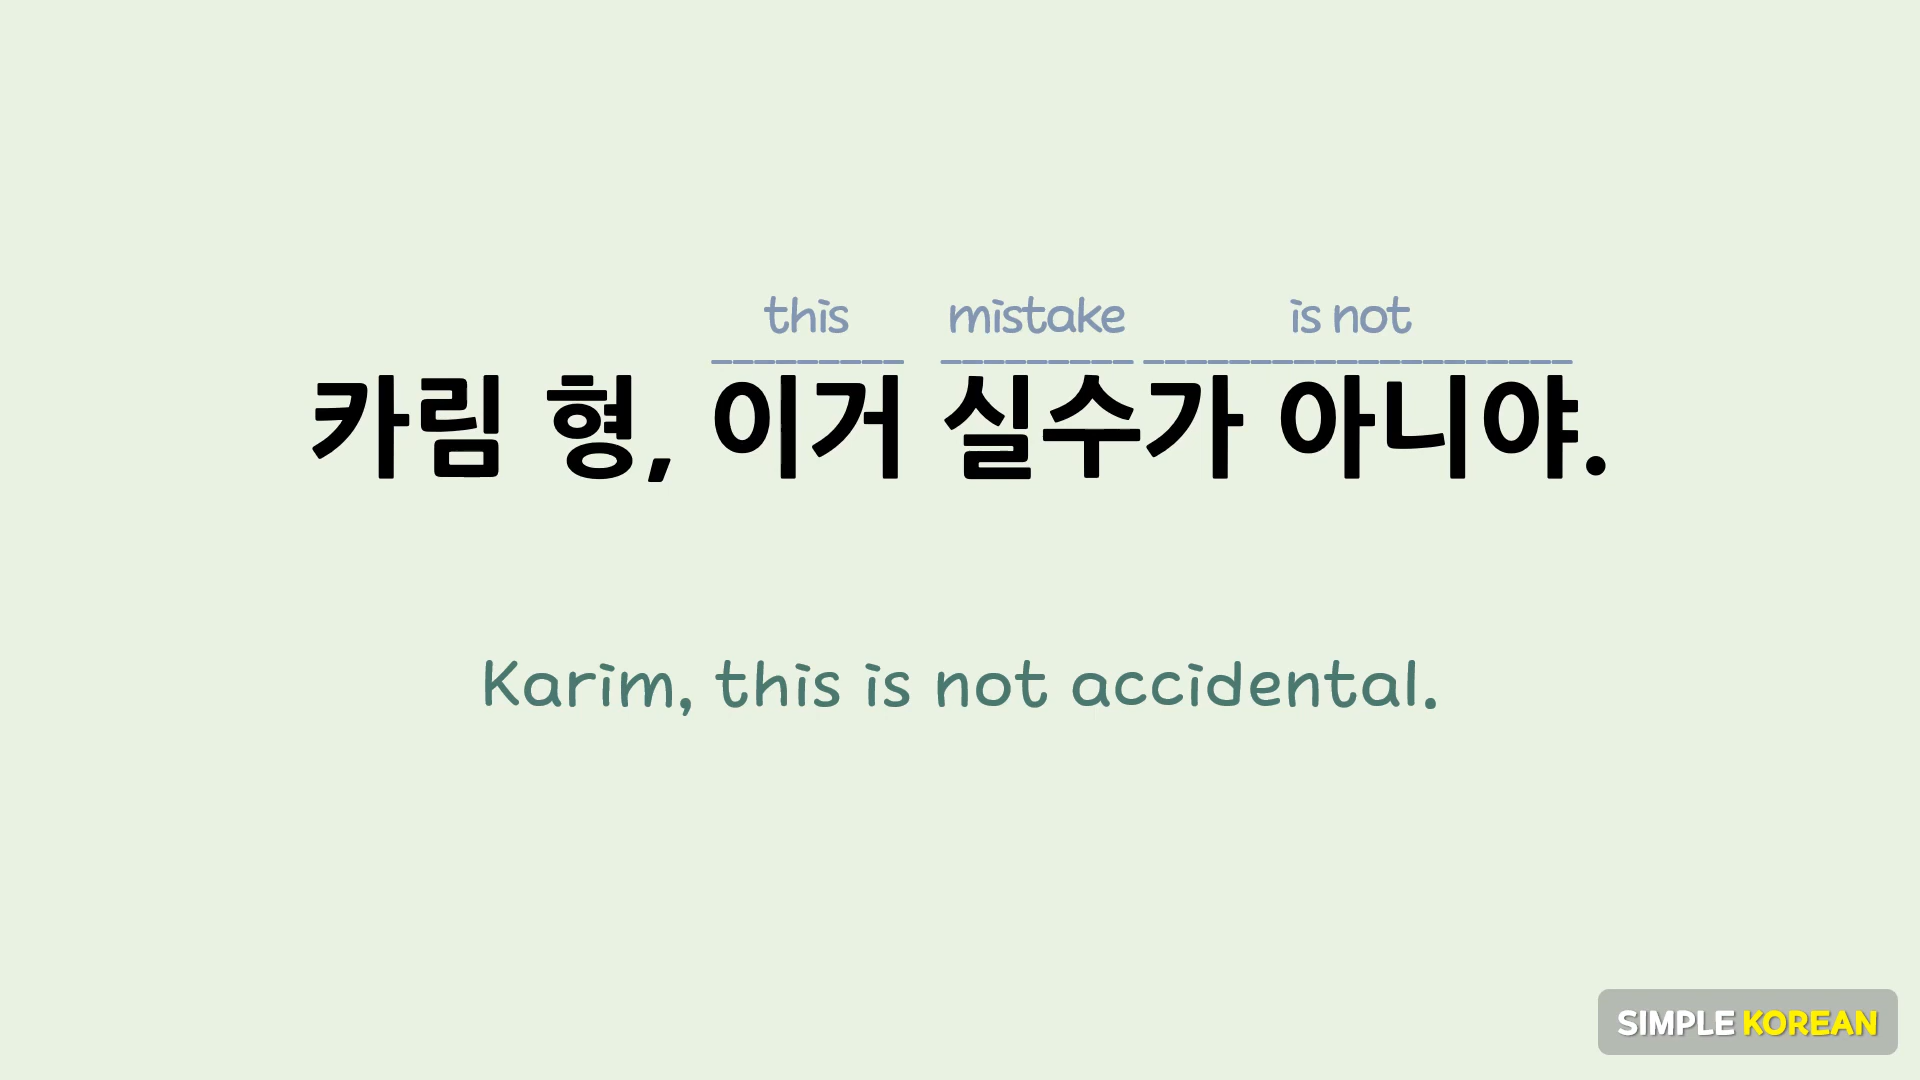 this mistake is not
카림 형, 이거 실수가 아니야.
Karim, this is not accidental.
SIMPLE KOREAN